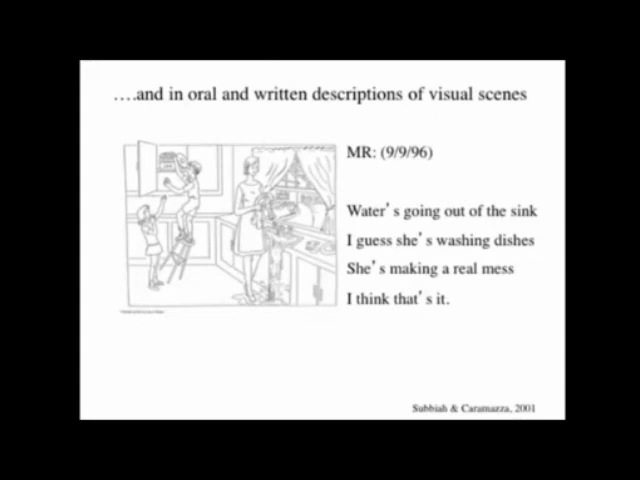 ....and in oral and written descriptions of visual scenes
MR: (9/9/96)
Water's going out of the sink
I guess she's washing dishes
She's making a real mess
I think that's it.
Subbiah & Caramazza, 2001